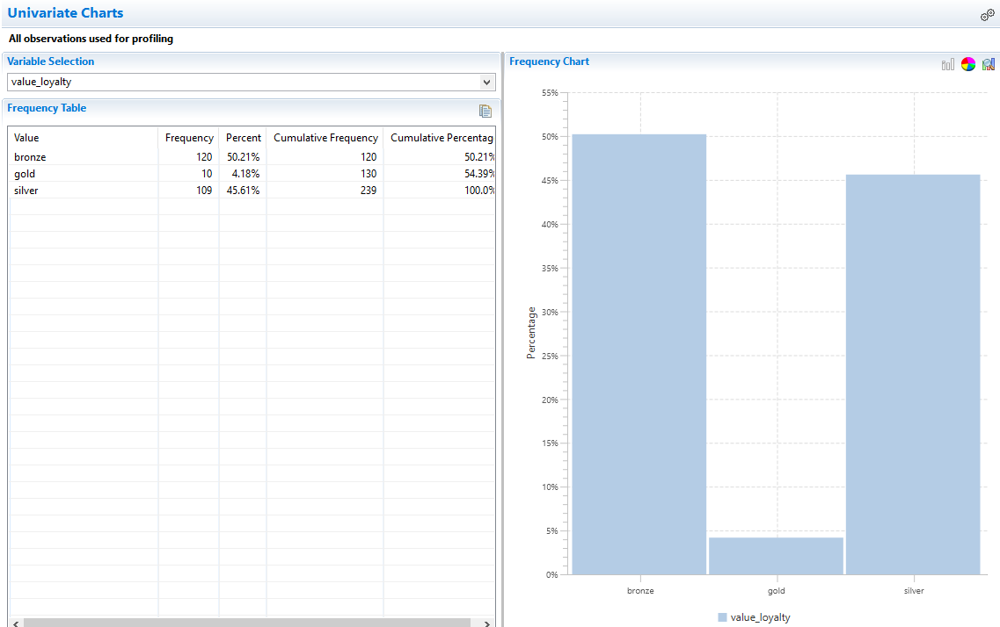 Univariate Charts
All observations used for profiling
Variable Selection
value_loyalty
Frequency Table
Value Frequency Percent Cumulative Frequency Cumulative Percentag
bronze 120 50.21% 120 50.21%
gold 10 4.18% 130 54.39%
silver 109 45.61% 239 100.0%
Frequency Chart
55%
50%
45%
40%
35%
30%
25%
20%
15%
10%
5%
0%
Percentage
bronze gold silver
value_loyalty